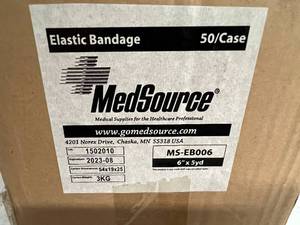 Elastic Bandage 50/Case
MedSource®
Medical Supplies for the Healthcare Professional
www.gomedsource.com
4201 Norex Drive, Chaska, MN 55318 USA
1502010
2023-08
54x19x25
3KG
MS-EB006
6" x 5yd